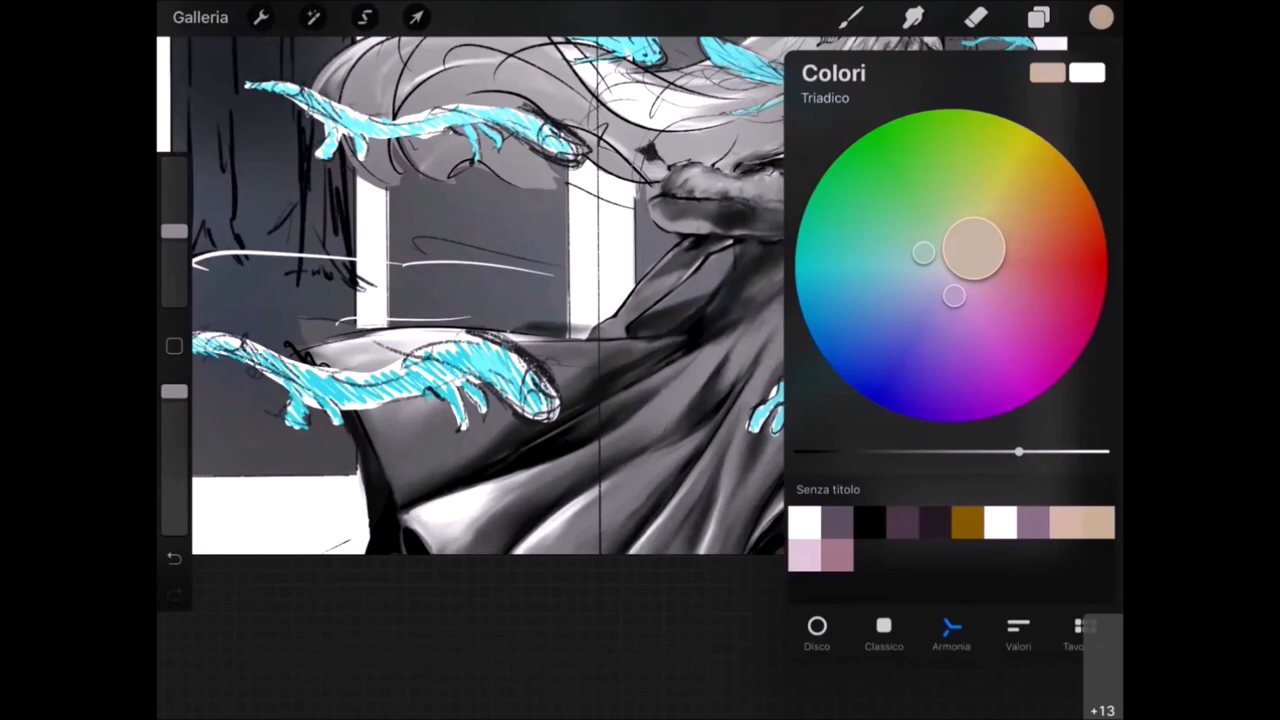 Galleria
Colori
Triadico
Senza titolo
Disco
Classico
Armonia
Valori
+13